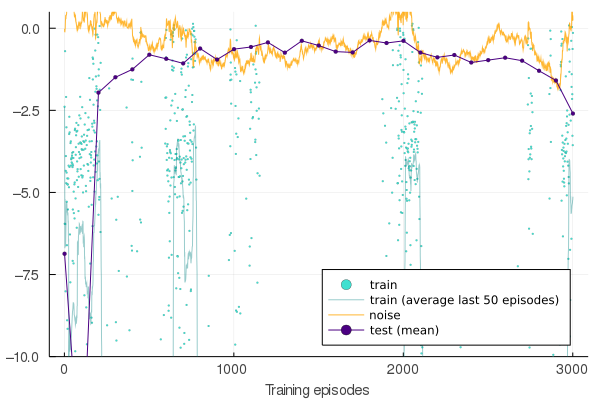 0.0
−2.5
−5.0
−7.5
−10.0
0
1000
2000
3000
Training episodes
train
train (average last 50 episodes)
noise
test (mean)